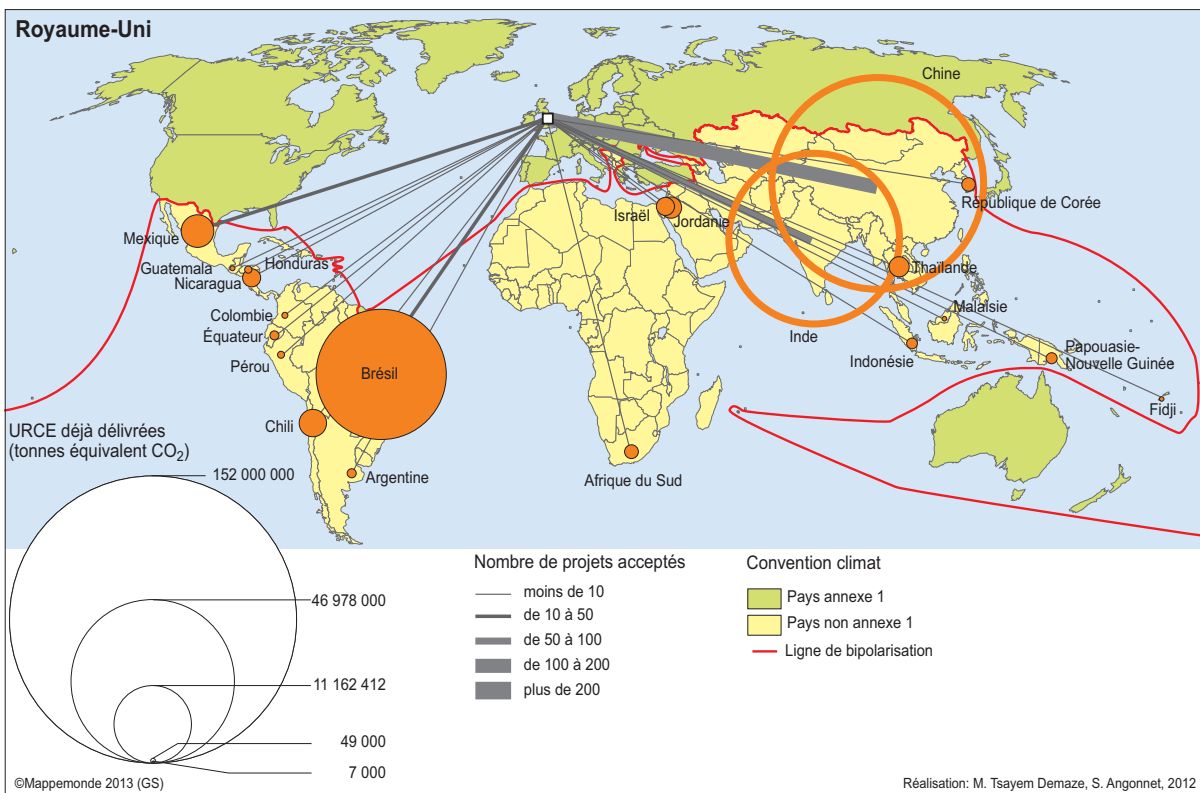 Royaume-Uni
Chine
République de Corée
Israël
Jordanie
Mexique
Guatemala
Honduras
Nicaragua
Thaïlande
Malaisie
Colombie
Équateur
Inde
Indonésie
Papouasie-
Nouvelle Guinée
Pérou
Brésil
Fidji
Chili
Argentine
Afrique du Sud
URCE déjà délivrées
(tonnes équivalent CO2)
152 000 000
46 978 000
11 162 412
49 000
7 000
Nombre de projets acceptés
moins de 10
de 10 à 50
de 50 à 100
de 100 à 200
plus de 200
Convention climat
Pays annexe 1
Pays non annexe 1
Ligne de bipolarisation
©Mappemonde 2013 (GS)
Réalisation: M. Tsayem Demaze, S. Angonnet, 2012